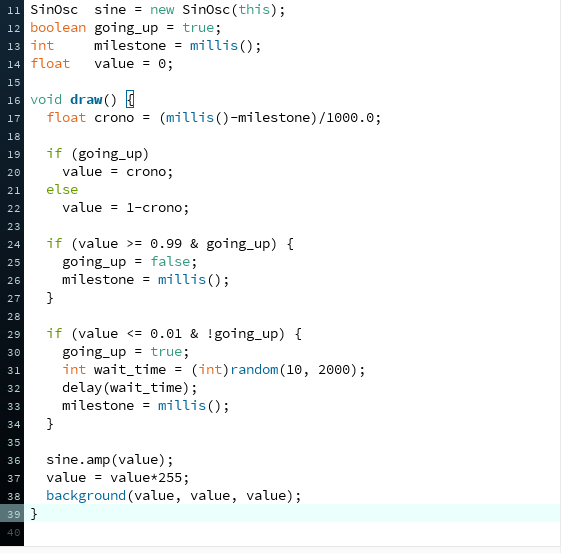 11 SinOsc  sine = new SinOsc(this);
12 boolean going_up = true;
13 int     milestone = millis();
14 float   value = 0;
15
16 void draw() {
17   float crono = (millis()-milestone)/1000.0;
18
19   if (going_up)
20     value = crono;
21   else
22     value = 1-crono;
23
24   if (value >= 0.99 & going_up) {
25     going_up = false;
26     milestone = millis();
27   }
28
29   if (value <= 0.01 & !going_up) {
30     going_up = true;
31     int wait_time = (int)random(10, 2000);
32     delay(wait_time);
33     milestone = millis();
34   }
35
36   sine.amp(value);
37   value = value*255;
38   background(value, value, value);
39 }
40